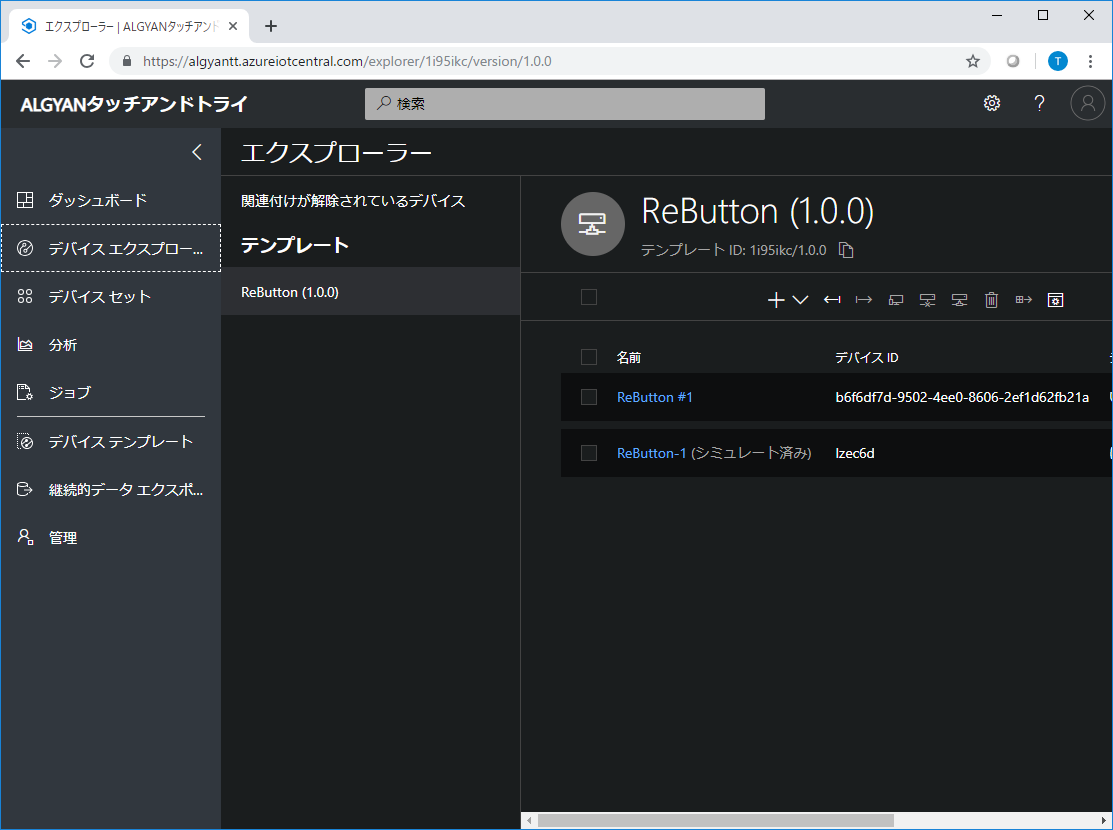 エクスプローラー | ALGYANタッチアンド
https://algyantt.azureiotcentral.com/explorer/1i95ikc/version/1.0.0
T
ALGYANタッチアンドトライ
検索
?
エクスプローラー
ダッシュボード
デバイス エクスプロー...
デバイス セット
分析
ジョブ
デバイス テンプレート
継続的データ エクスポ...
管理
関連付けが解除されているデバイス
テンプレート
ReButton (1.0.0)
ReButton (1.0.0)
テンプレート ID: 1i95ikc/1.0.0
名前 デバイス ID
ReButton #1 b6f6df7d-9502-4ee0-8606-2ef1d62fb21a
ReButton-1 (シミュレート済み) lzec6d